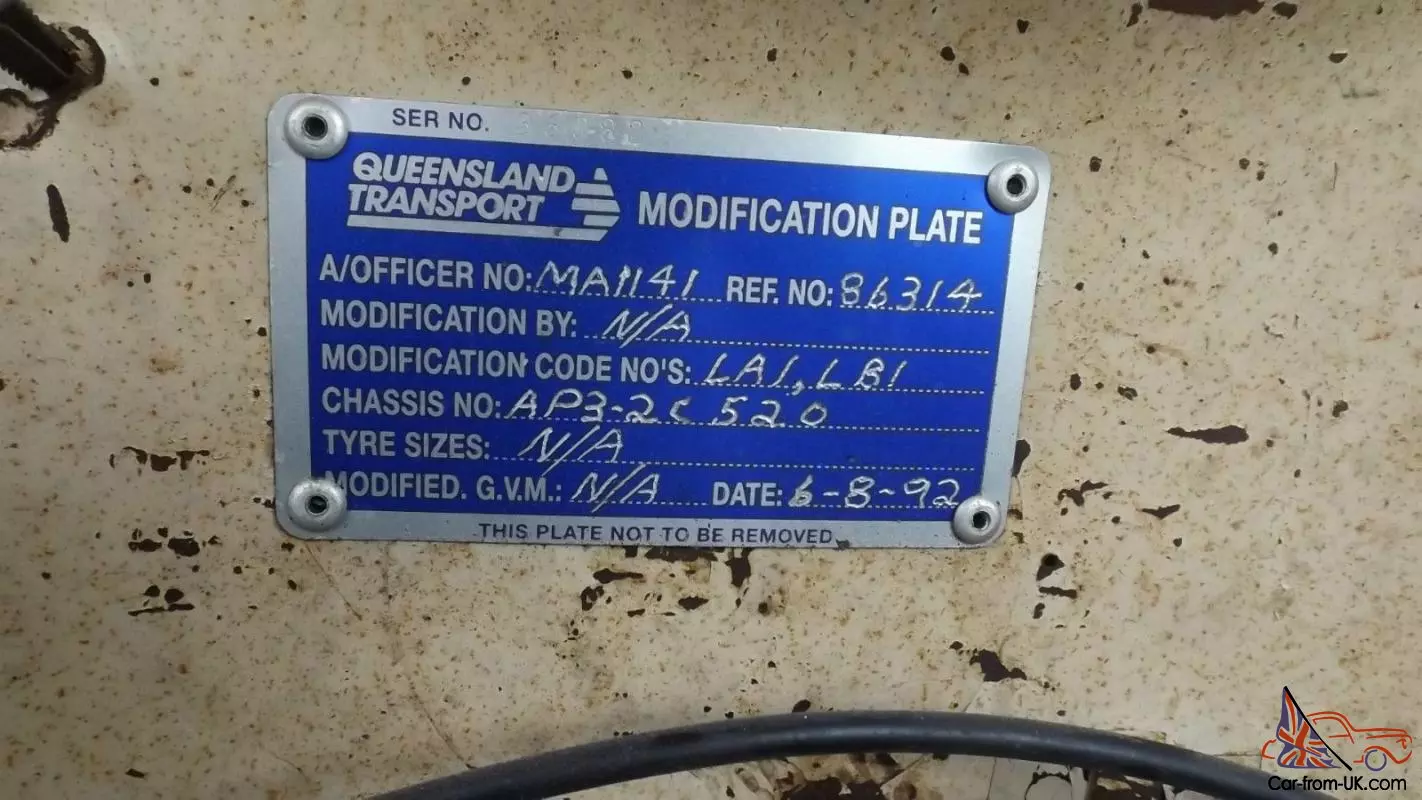 SER NO.
QUEENSLAND
TRANSPORT
MODIFICATION PLATE
A/OFFICER NO: MA1141 REF. NO: 86314
MODIFICATION BY: N/A
MODIFICATION CODE NO'S: LA1, LB1
CHASSIS NO: AP3-2C520
TYRE SIZES: N/A
MODIFIED. G.V.M.: N/A DATE: 6-8-92
THIS PLATE NOT TO BE REMOVED
Car-from-UK.com